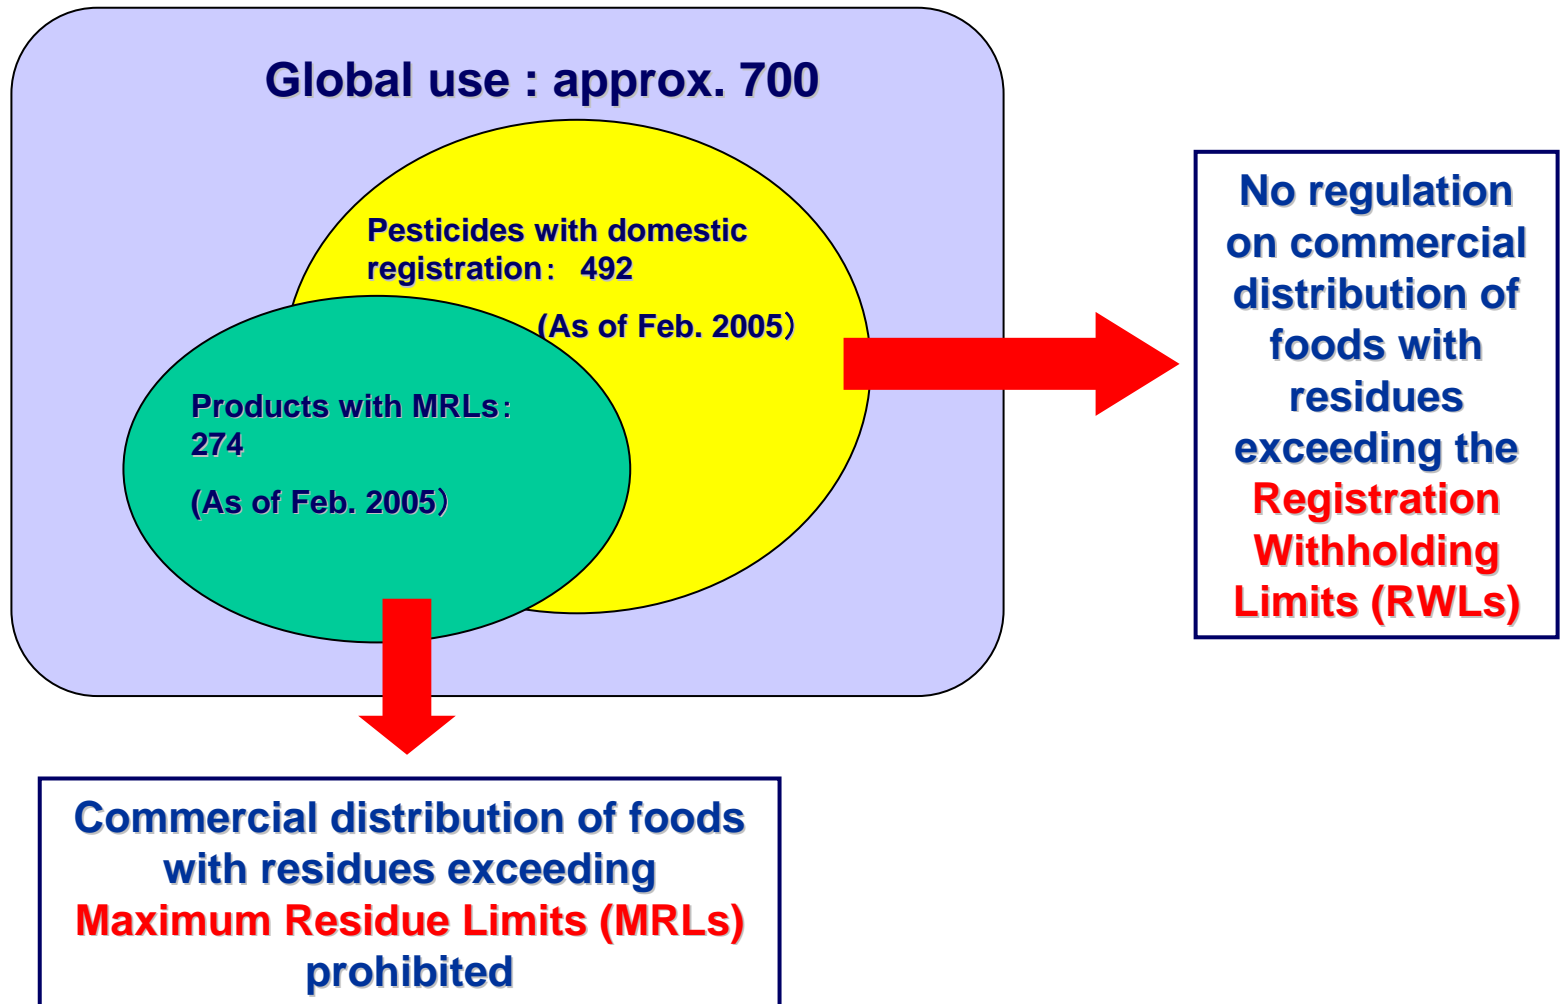 Global use : approx. 700
Pesticides with domestic
registration： 492
(As of Feb. 2005）
Products with MRLs：
274
(As of Feb. 2005）
No regulation
on commercial
distribution of
foods with
residues
exceeding the
Registration
Withholding
Limits (RWLs)
Commercial distribution of foods
with residues exceeding
Maximum Residue Limits (MRLs)
prohibited